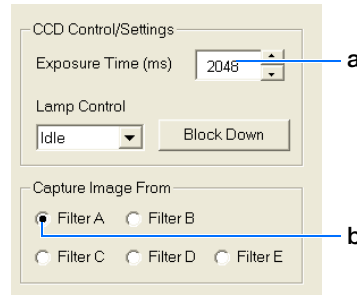 CCD Control/Settings
Exposure Time (ms) 2048 a
Lamp Control
Idle Block Down
Capture Image From
Filter A Filter B b
Filter C Filter D Filter E